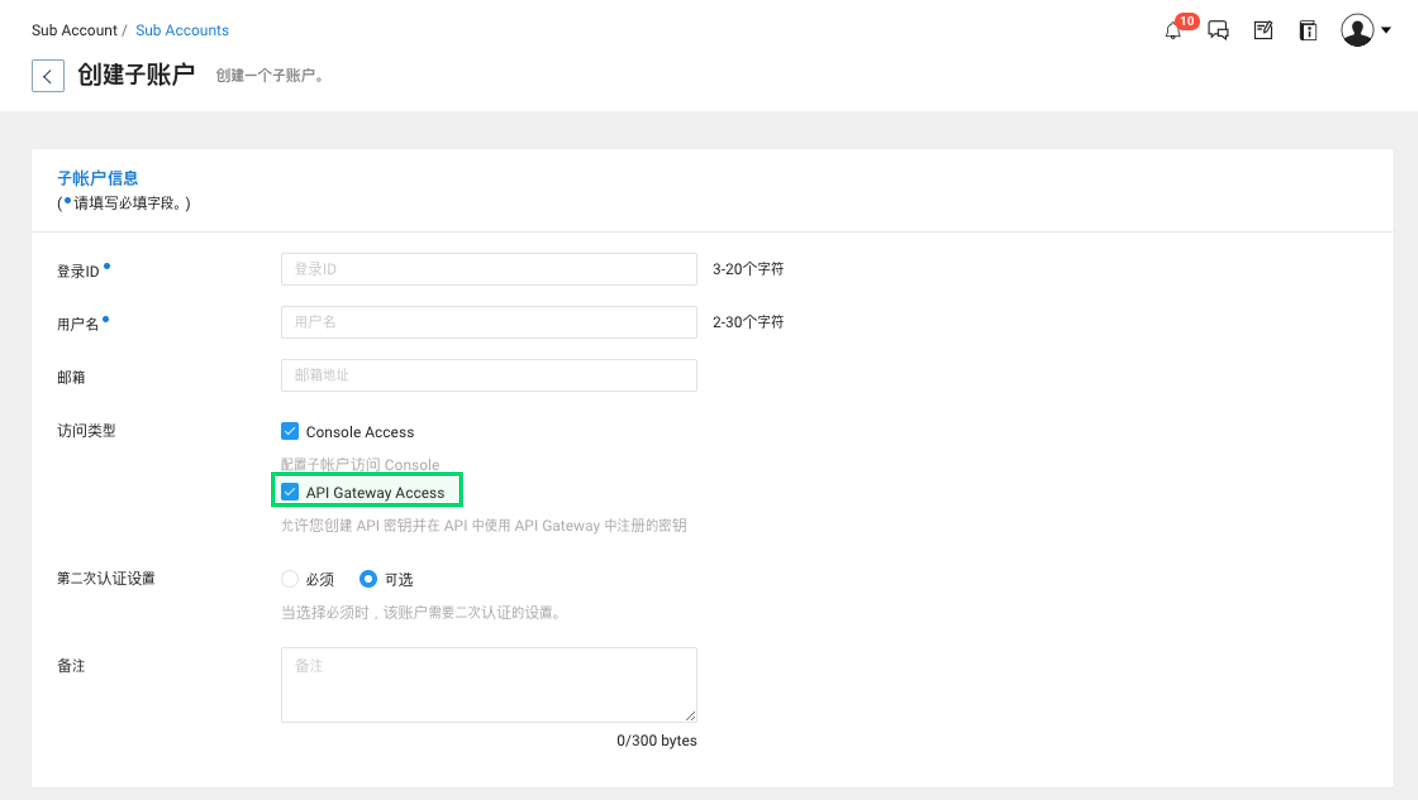 Sub Account / Sub Accounts
10
创建子账户 创建一个子账户。
子帐户信息
(•请填写必填字段。)
登录ID• 登录ID 3-20个字符
用户名• 用户名 2-30个字符
邮箱 邮箱地址
访问类型 Console Access
配置子帐户访问 Console
API Gateway Access
允许您创建 API 密钥并在 API 中使用 API Gateway 中注册的密钥
第二次认证设置 必须 可选
当选择必须时，该账户需要二次认证的设置。
备注 备注
0/300 bytes